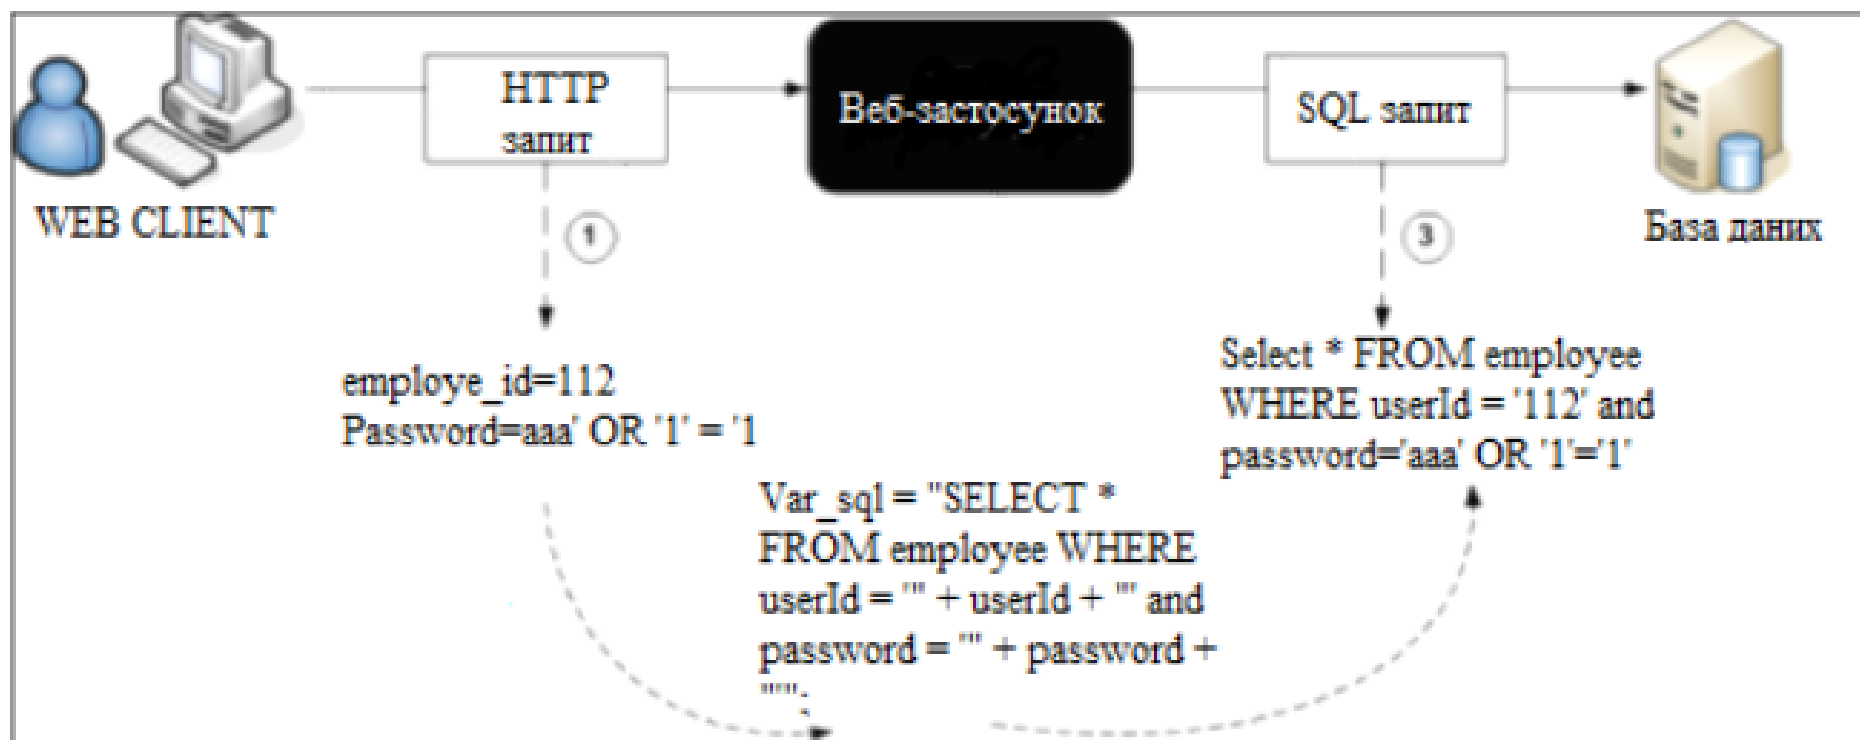 HTTP
запит
Веб-застосунок
SQL запит
WEB CLIENT
База даних
1
3
employe_id=112
Password=aaa' OR '1' = '1
Select * FROM employee
WHERE userId = '112' and
password='aaa' OR '1'='1'
Var_sql = "SELECT *
FROM employee WHERE
userId = '" + userId + "' and
password = '" + password +
"'";